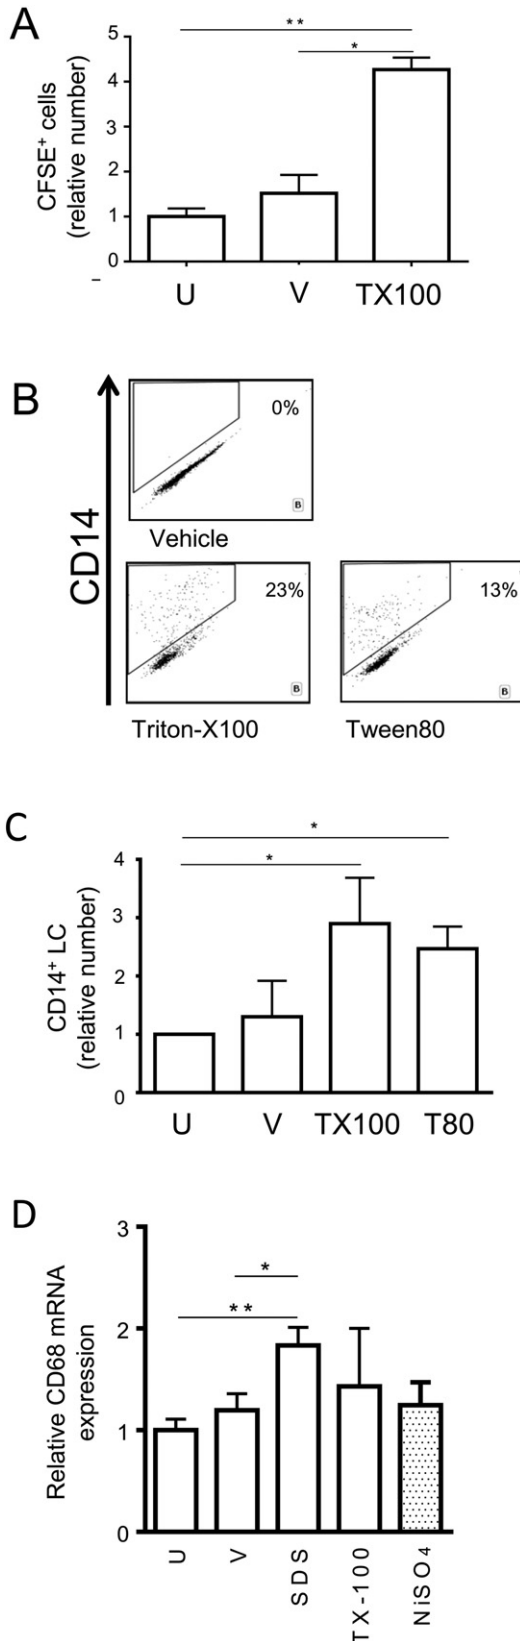 A
CFSE⁺ cells
(relative number)
5
4
3
2
1
0
**
*
–
U V TX100
B
CD14
0%
B
Vehicle
23%
B
13%
B
Triton-X100 Tween80
C
CD14⁺ LC
(relative number)
4
3
2
1
0
*
*
U V TX100 T80
D
Relative CD68 mRNA
expression
3
2
1
0
*
**
U
V
SDS
TX-100
NiSO4